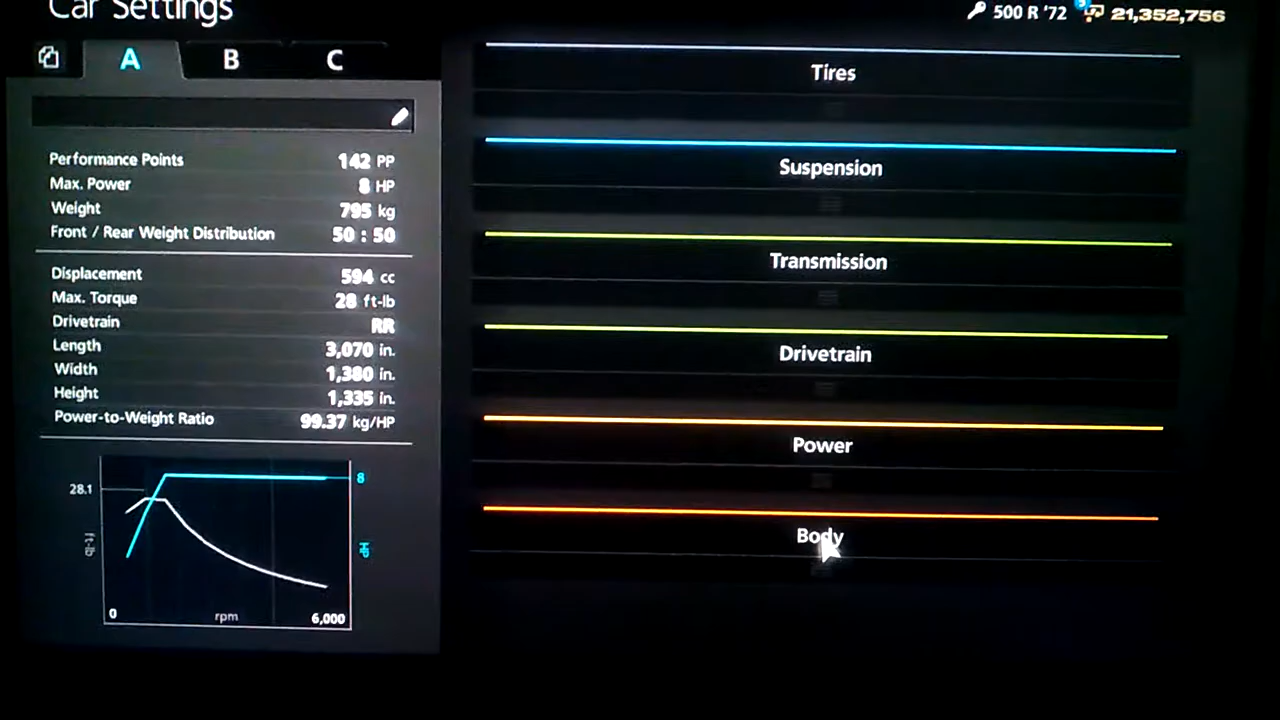 Car Settings
500 R '72
5
21,352,756
A
B
C
Performance Points 142 PP
Max. Power 8 HP
Weight 795 kg
Front / Rear Weight Distribution 50 : 50
Displacement 594 cc
Max. Torque 28 ft-lb
Drivetrain RR
Length 3,070 in.
Width 1,380 in.
Height 1,335 in.
Power-to-Weight Ratio 99.37 kg/HP
28.1
8
ft-lb
HP
0
rpm
6,000
Tires
Suspension
Transmission
Drivetrain
Power
Body